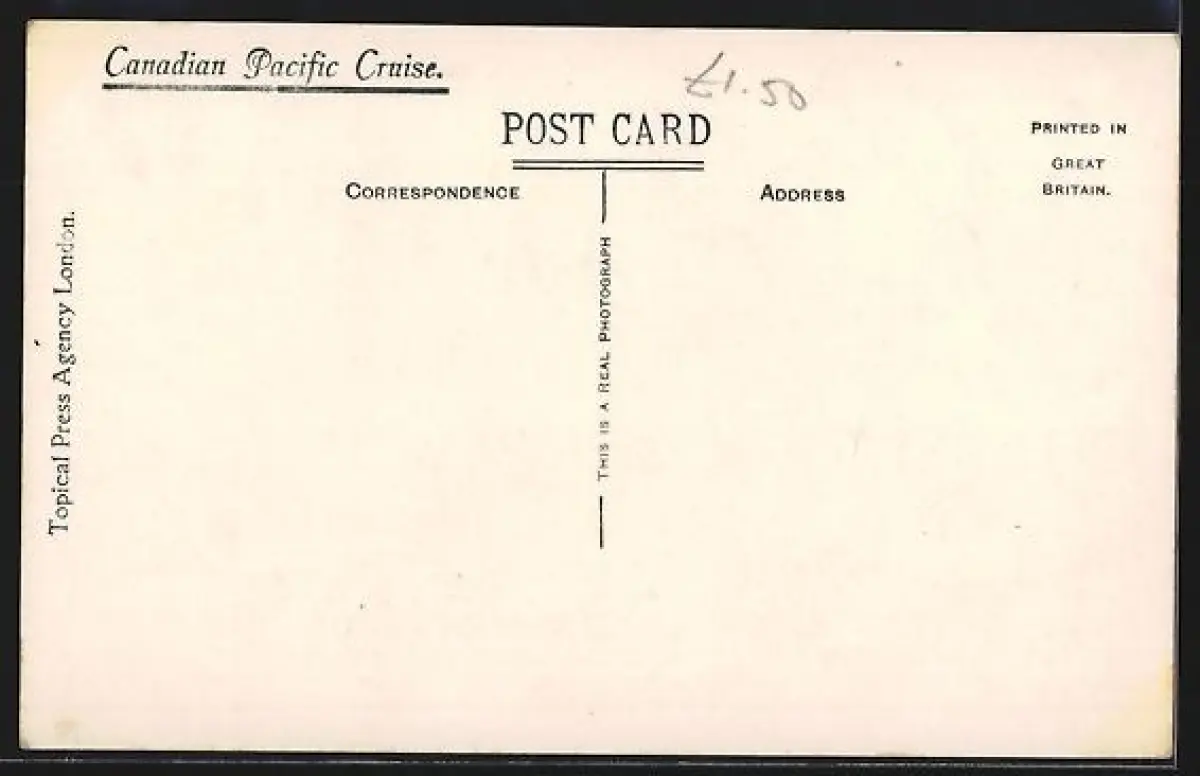 Canadian Pacific Cruise.
£1.50
POST CARD
PRINTED IN
GREAT
BRITAIN.
CORRESPONDENCE
ADDRESS
THIS IS A REAL PHOTOGRAPH
Topical Press Agency London.